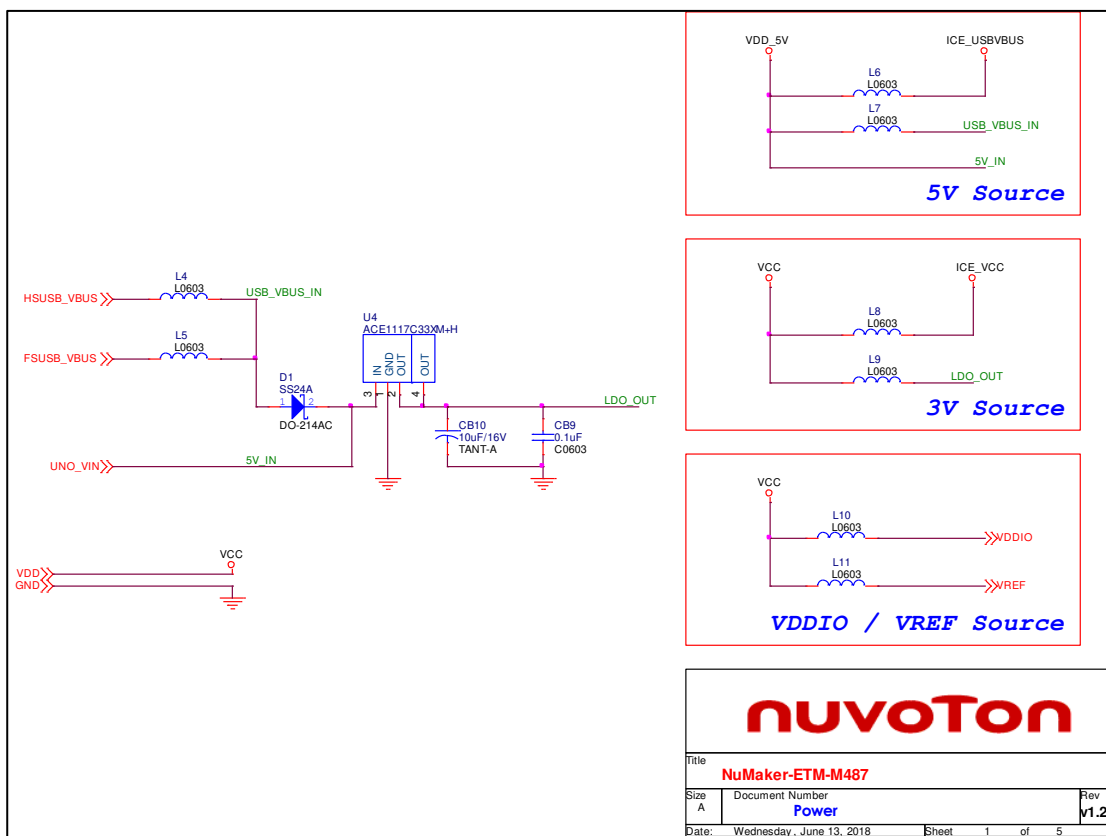 VDD_5V
ICE_USBVBUS
L6
L0603
L7
L0603
USB_VBUS_IN
5V_IN
5V Source
VCC
ICE_VCC
L8
L0603
L9
L0603
LDO_OUT
3V Source
VCC
L10
L0603
VDDIO
L11
L0603
VREF
VDDIO / VREF Source
HSUSB_VBUS
L4
L0603
USB_VBUS_IN
FSUSB_VBUS
L5
L0603
D1
SS24A
1 2
DO-214AC
UNO_VIN
5V_IN
U4
ACE1117C33XM+H
IN
GND
OUT
OUT
3
1
2
4
LDO_OUT
CB10
10uF/16V
TANT-A
CB9
0.1uF
C0603
VCC
VDD
GND
nuvoTon
Title
NuMaker-ETM-M487
Size
A
Document Number
Power
Rev
v1.2
Date: Wednesday, June 13, 2018 Sheet 1 of 5